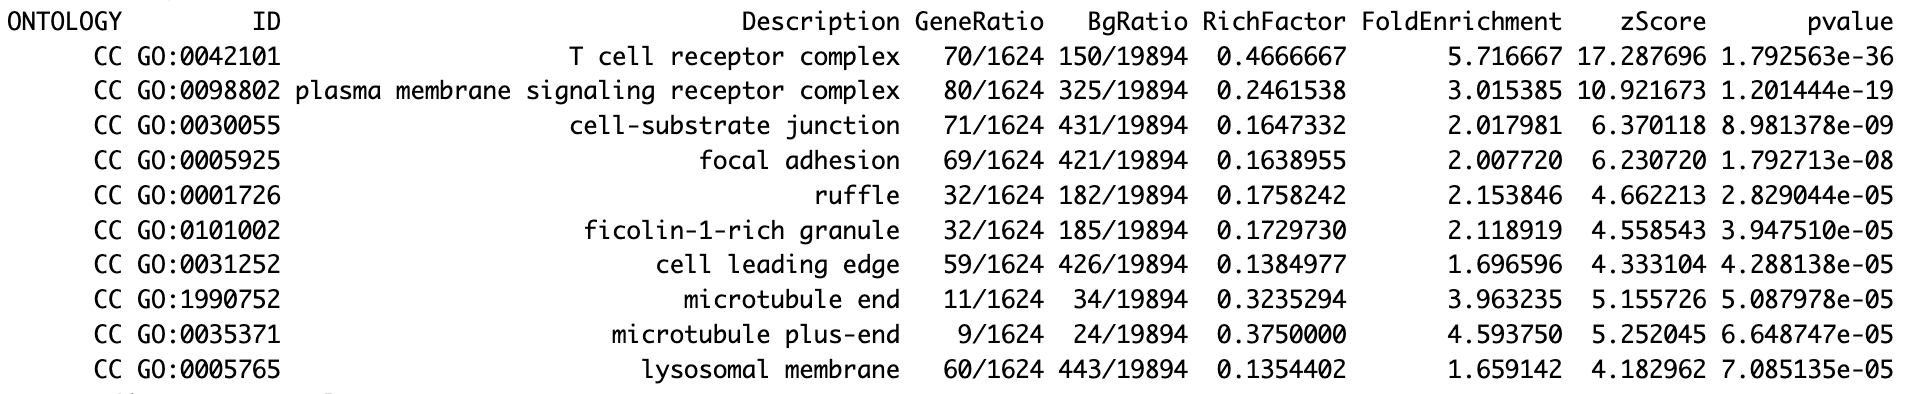 ONTOLOGY ID Description GeneRatio BgRatio RichFactor FoldEnrichment zScore pvalue
CC GO:0042101 T cell receptor complex 70/1624 150/19894 0.4666667 5.716667 17.287696 1.792563e-36
CC GO:0098802 plasma membrane signaling receptor complex 80/1624 325/19894 0.2461538 3.015385 10.921673 1.201444e-19
CC GO:0030055 cell-substrate junction 71/1624 431/19894 0.1647332 2.017981 6.370118 8.981378e-09
CC GO:0005925 focal adhesion 69/1624 421/19894 0.1638955 2.007720 6.230720 1.792713e-08
CC GO:0001726 ruffle 32/1624 182/19894 0.1758242 2.153846 4.662213 2.829044e-05
CC GO:0101002 ficolin-1-rich granule 32/1624 185/19894 0.1729730 2.118919 4.558543 3.947510e-05
CC GO:0031252 cell leading edge 59/1624 426/19894 0.1384977 1.696596 4.333104 4.288138e-05
CC GO:1990752 microtubule end 11/1624 34/19894 0.3235294 3.963235 5.155726 5.087978e-05
CC GO:0035371 microtubule plus-end 9/1624 24/19894 0.3750000 4.593750 5.252045 6.648747e-05
CC GO:0005765 lysosomal membrane 60/1624 443/19894 0.1354402 1.659142 4.182962 7.085135e-05